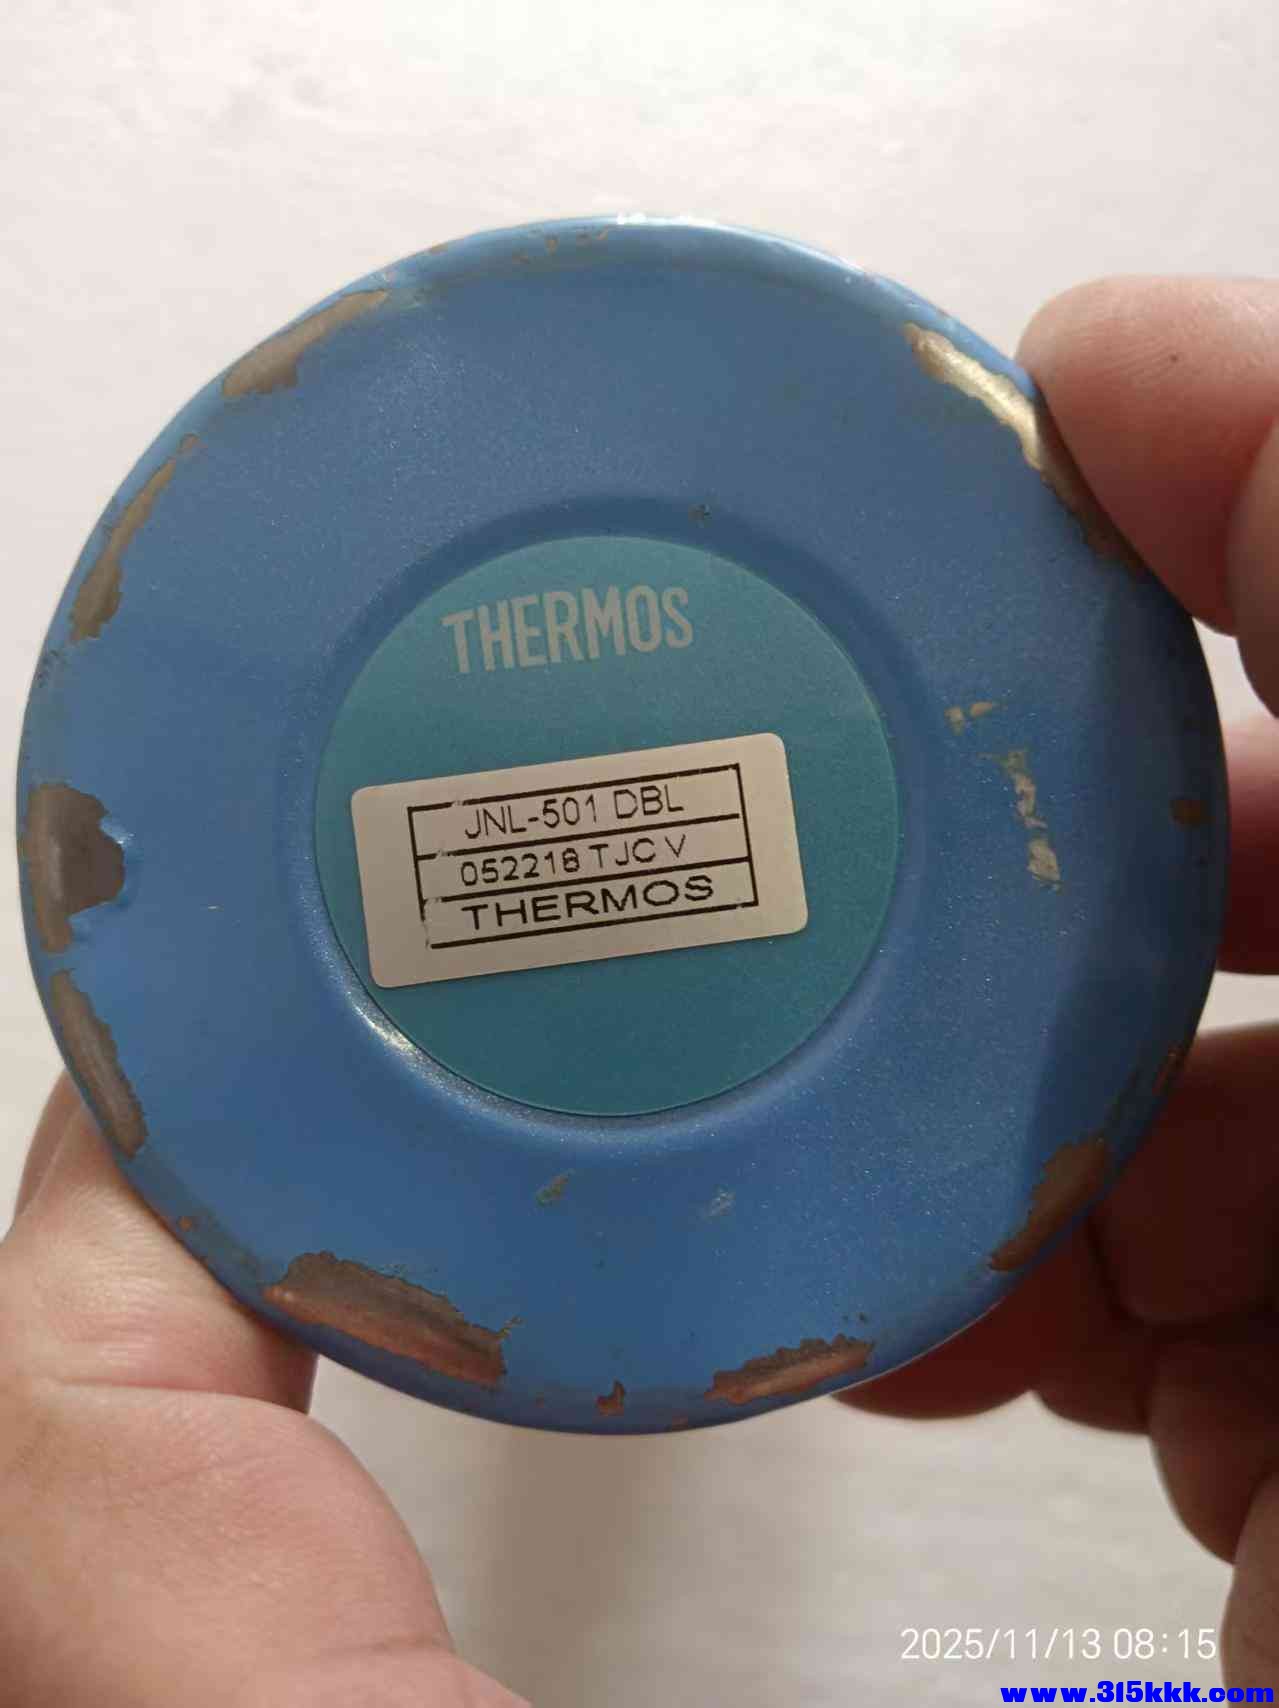 THERMOS
JNL-501 DBL
052218 TJC V
THERMOS
2025/11/13 08:15
www.315kkk.com